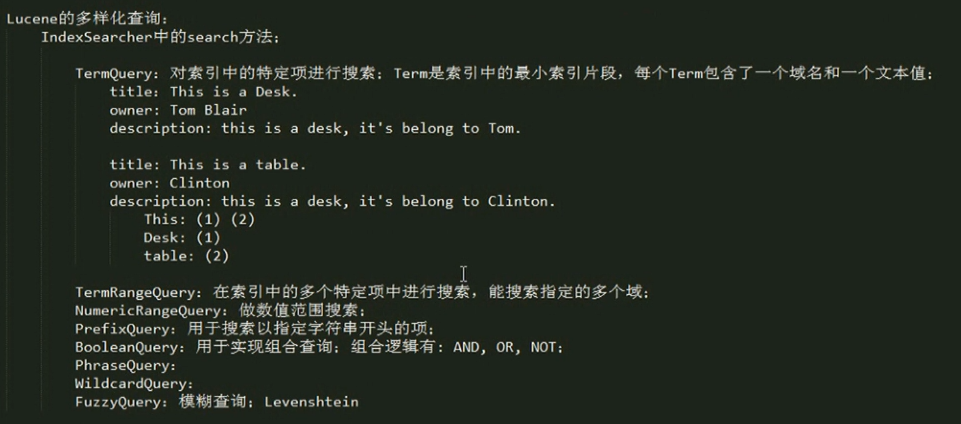 Lucene的多样化查询:
IndexSearcher中的search方法;
TermQuery: 对索引中的特定项进行搜索; Term是索引中的最小索引片段, 每个Term包含了一个域名和一个文本值;
title: This is a Desk.
owner: Tom Blair
description: this is a desk, it's belong to Tom.
title: This is a table.
owner: Clinton
description: this is a desk, it's belong to Clinton.
This: (1) (2)
Desk: (1)
table: (2)
TermRangeQuery: 在索引中的多个特定项中进行搜索, 能搜索指定的多个域;
NumericRangeQuery: 做数值范围搜索;
PrefixQuery: 用于搜索以指定字符串开头的项;
BooleanQuery: 用于实现组合查询; 组合逻辑有: AND, OR, NOT;
PhraseQuery:
WildcardQuery:
FuzzyQuery: 模糊查询; Levenshtein